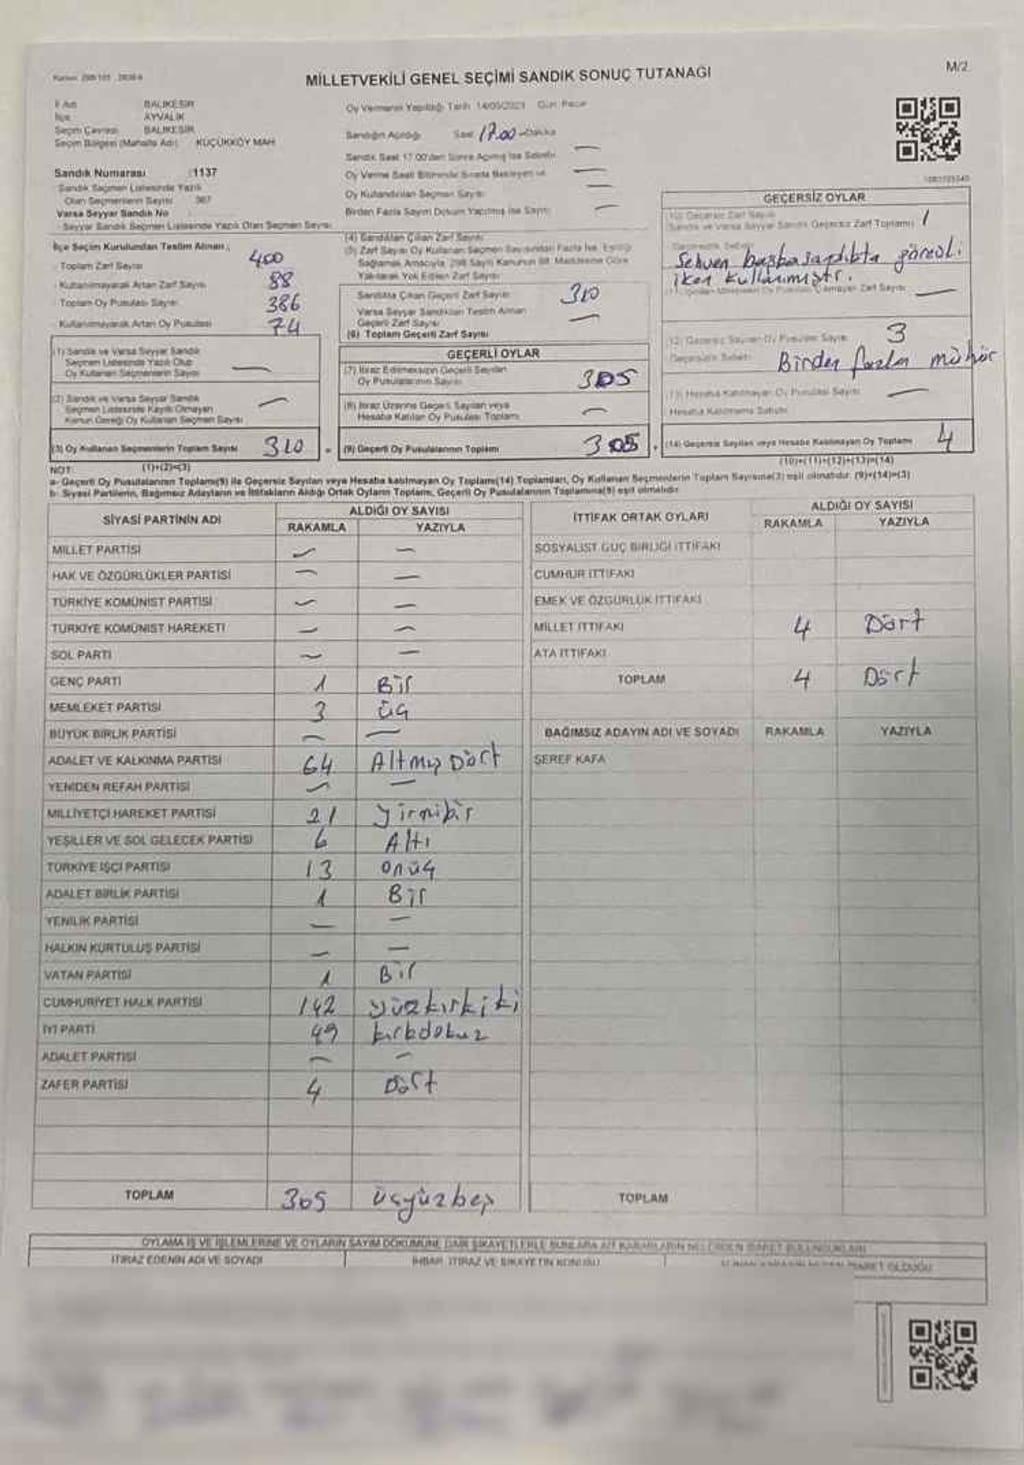 M/2
MİLLETVEKİLİ GENEL SEÇİMİ SANDIK SONUÇ TUTANAĞI
İl Adı BALIKESİR
İlçe AYVALIK
Seçim Çevresi BALIKESİR
Seçim Bölgesi (Mahalle Adı) KÜÇÜKKÖY MAH
Sandık Numarası :1137
Sandık Seçmen Listesinde Yazılı
Olan Seçmenlerin Sayısı 367
Varsa Seyyar Sandık No
Seyyar Sandık Seçmen Listesinde Yazılı Olan Seçmen Sayısı
İlçe Seçim Kurulundan Teslim Alınan ;
Toplam Zarf Sayısı 400
Kullanılmayarak Artan Zarf Sayısı 88
Toplam Oy Pusulası Sayısı 386
Kullanılmayarak Artan Oy Pusulası 74
(1) Sandık ve Varsa Seyyar Sandık
Seçmen Listesinde Yazılı Olup
Oy Kullanan Seçmenlerin Sayısı —
(2) Sandık ve Varsa Seyyar Sandık
Seçmen Listesinde Kayıtlı Olmayan
Kanun Gereği Oy Kullanan Seçmen Sayısı —
(3) Oy Kullanan Seçmenlerin Toplam Sayısı 310
(1)+(2)=(3)
Oy Vermenin Yapıldığı Tarih 14/05/2023 Gün Pazar
Sandığın Açıldığı Saat 17.00 -Dakika
Sandık Saat 17:00'den Sonra Açılmış İse Sebebi —
Oy Verme Saati Bitiminde Sırada Bekleyen ve —
Oy Kullandırılan Seçmen Sayısı —
Birden Fazla Sayım Döküm Yapılmış İse Sayısı —
(4) Sandıktan Çıkan Zarf Sayısı
(5) Zarf Sayısı Oy Kullanan Seçmen Sayısından Fazla İse, Eşitliği
Sağlamak Amacıyla, 298 Sayılı Kanunun 98. Maddesine Göre
Yakılarak Yok Edilen Zarf Sayısı
Sandıkta Çıkan Geçerli Zarf Sayısı 310
Varsa Seyyar Sandıktan Teslim Alınan
Geçerli Zarf Sayısı —
(6) Toplam Geçerli Zarf Sayısı
GEÇERLİ OYLAR
(7) İtiraz Edilmeksizin Geçerli Sayılan
Oy Pusulalarının Sayısı 305
(8) İtiraz Üzerine Geçerli Sayılan veya
Hesaba Katılan Oy Pusulası Toplamı —
(9) Geçerli Oy Pusulalarının Toplamı 305
GEÇERSİZ OYLAR
(10) Geçersiz Zarf Sayısı
Sandık ve Varsa Seyyar Sandık Geçersiz Zarf Toplamı 1
Sehven başka sandıkta görevli
iken kullanmıştır.
Çıkmayan Zarf Sayısı —
(12) Geçersiz Sayılan Oy Pusulası Sayısı 3
Geçersizlik Sebebi Birden fazla mühür
(13) Hesaba Katılmayan Oy Pusulası Sayısı —
Hesaba Katılmama Sebebi
(14) Geçersiz Sayılan veya Hesaba Katılmayan Oy Toplamı 4
(10)+(11)+(12)+(13)=(14)
NOT:
a- Geçerli Oy Pusulalarının Toplamı(9) ile Geçersiz Sayılan veya Hesaba katılmayan Oy Toplamı(14) Toplamları, Oy Kullanan Seçmenlerin Toplam Sayısına(3) eşit olmalıdır. (9)+(14)=(3)
b- Siyasi Partilerin, Bağımsız Adayların ve İttifakların Aldığı Ortak Oyların Toplamı, Geçerli Oy Pusulalarının Toplamına(9) eşit olmalıdır.
SİYASİ PARTİNİN ADI ALDIĞI OY SAYISI
RAKAMLA YAZIYLA
MİLLET PARTİSİ — —
HAK VE ÖZGÜRLÜKLER PARTİSİ — —
TÜRKİYE KOMÜNİST PARTİSİ — —
TÜRKİYE KOMÜNİST HAREKETİ — —
SOL PARTİ — —
GENÇ PARTİ 1 Bir
MEMLEKET PARTİSİ 3 üç
BÜYÜK BİRLİK PARTİSİ — —
ADALET VE KALKINMA PARTİSİ 64 Altmış Dört
YENİDEN REFAH PARTİSİ — —
MİLLİYETÇİ HAREKET PARTİSİ 21 yirmibir
YEŞİLLER VE SOL GELECEK PARTİSİ 6 Altı
TÜRKİYE İŞÇİ PARTİSİ 13 onüç
ADALET BİRLİK PARTİSİ 1 Bir
YENİLİK PARTİSİ — —
HALKIN KURTULUŞ PARTİSİ — —
VATAN PARTİSİ 1 Bir
CUMHURİYET HALK PARTİSİ 142 yüzkırkiki
İYİ PARTİ 49 kırkdokuz
ADALET PARTİSİ — —
ZAFER PARTİSİ 4 Dört
TOPLAM 305 üçyüzbeş
İTTİFAK ORTAK OYLARI ALDIĞI OY SAYISI
RAKAMLA YAZIYLA
SOSYALİST GÜÇ BİRLİĞİ İTTİFAKI
CUMHUR İTTİFAKI
EMEK VE ÖZGÜRLÜK İTTİFAKI
MİLLET İTTİFAKI 4 Dört
ATA İTTİFAKI
TOPLAM 4 Dört
BAĞIMSIZ ADAYIN ADI VE SOYADI RAKAMLA YAZIYLA
ŞEREF KAFA
TOPLAM
OYLAMA İŞ VE İŞLEMLERİNE VE OYLARIN SAYIM DÖKÜMÜNE DAİR ŞİKAYETLERLE BUNLARA AİT KARARLARIN NELERDEN İBARET BULUNDUKLARI
İTİRAZ EDENİN ADI VE SOYADI İHBAR, İTİRAZ VE ŞİKAYETİN KONUSU